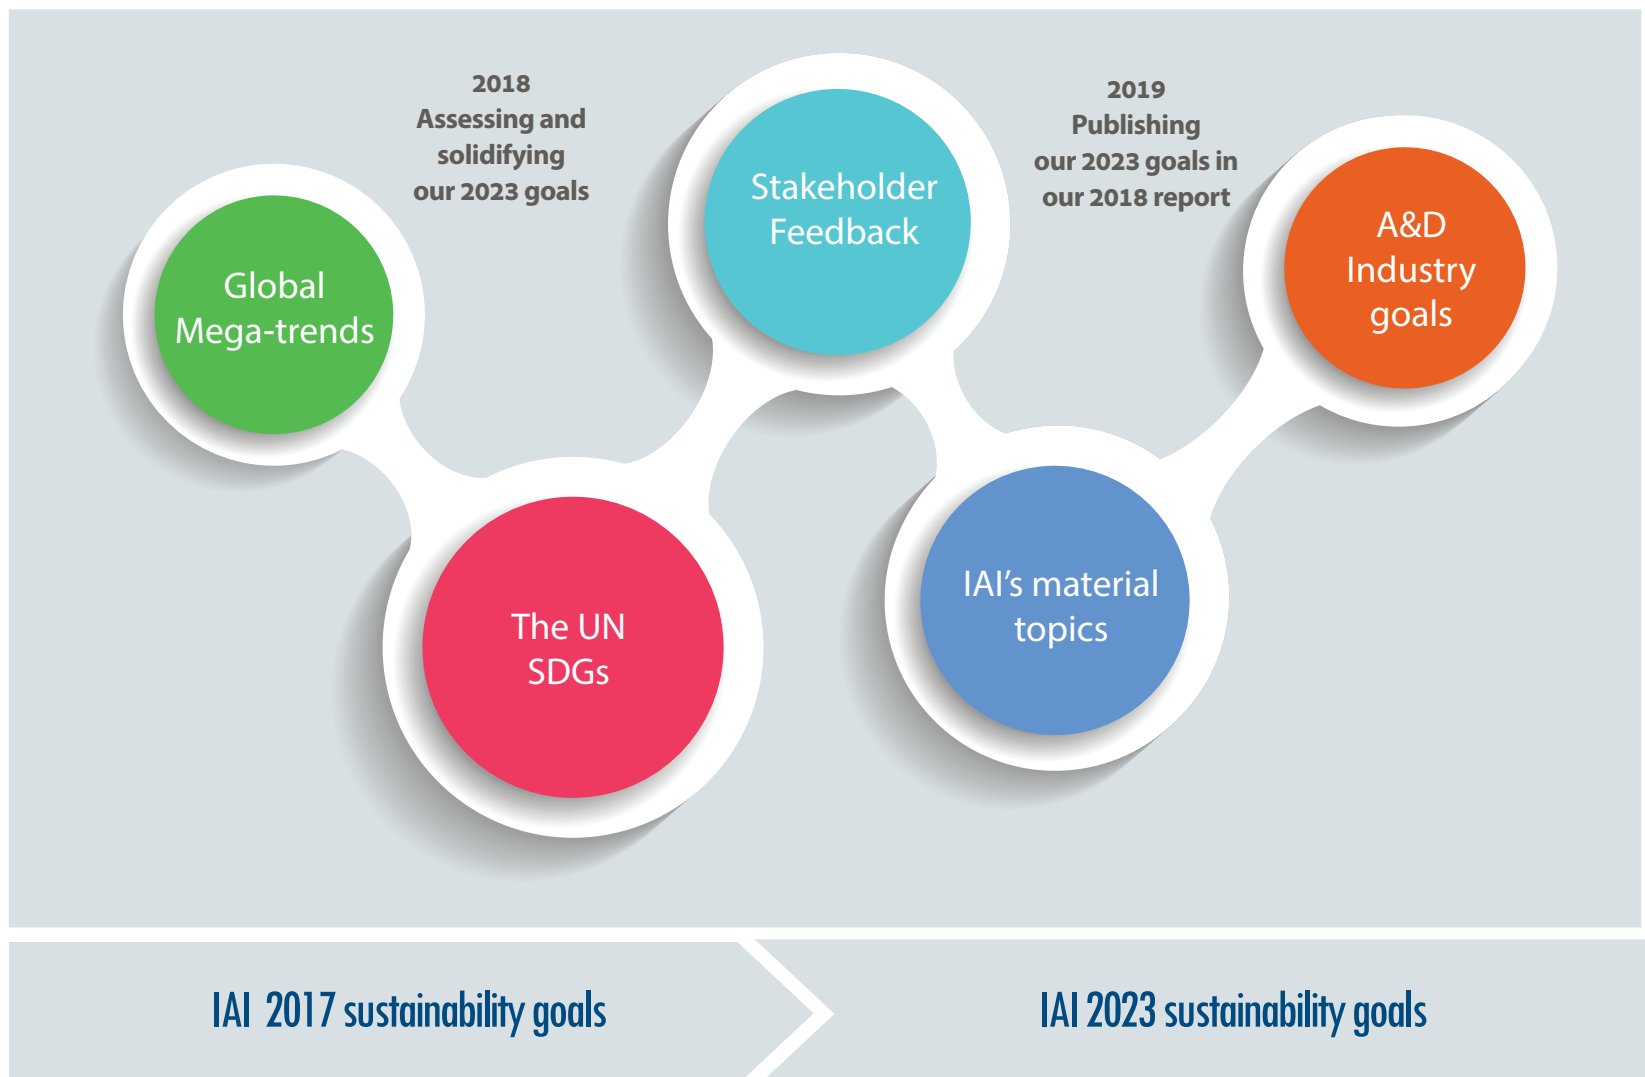 2018
Assessing and
solidifying
our 2023 goals
2019
Publishing
our 2023 goals in
our 2018 report
Global
Mega-trends
The UN
SDGs
Stakeholder
Feedback
IAI’s material
topics
A&D
Industry
goals
IAI 2017 sustainability goals
IAI 2023 sustainability goals